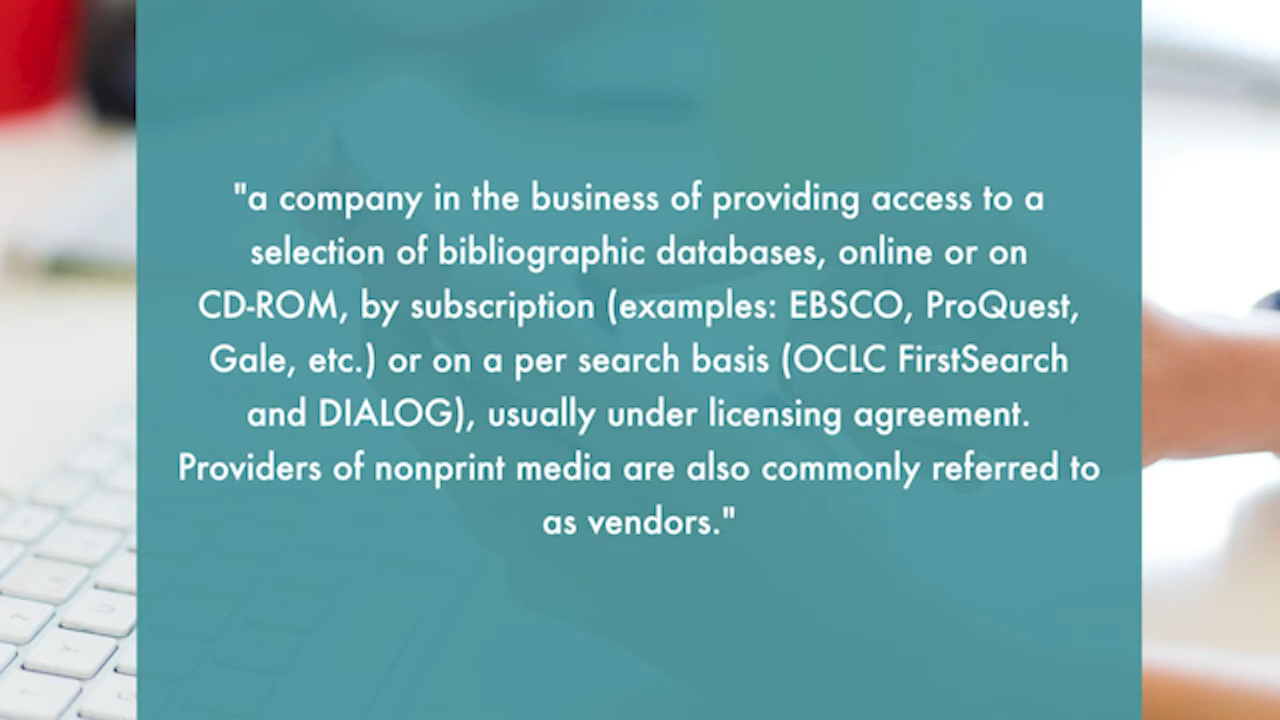 "a company in the business of providing access to a
selection of bibliographic databases, online or on
CD-ROM, by subscription (examples: EBSCO, ProQuest,
Gale, etc.) or on a per search basis (OCLC FirstSearch
and DIALOG), usually under licensing agreement.
Providers of nonprint media are also commonly referred to
as vendors."